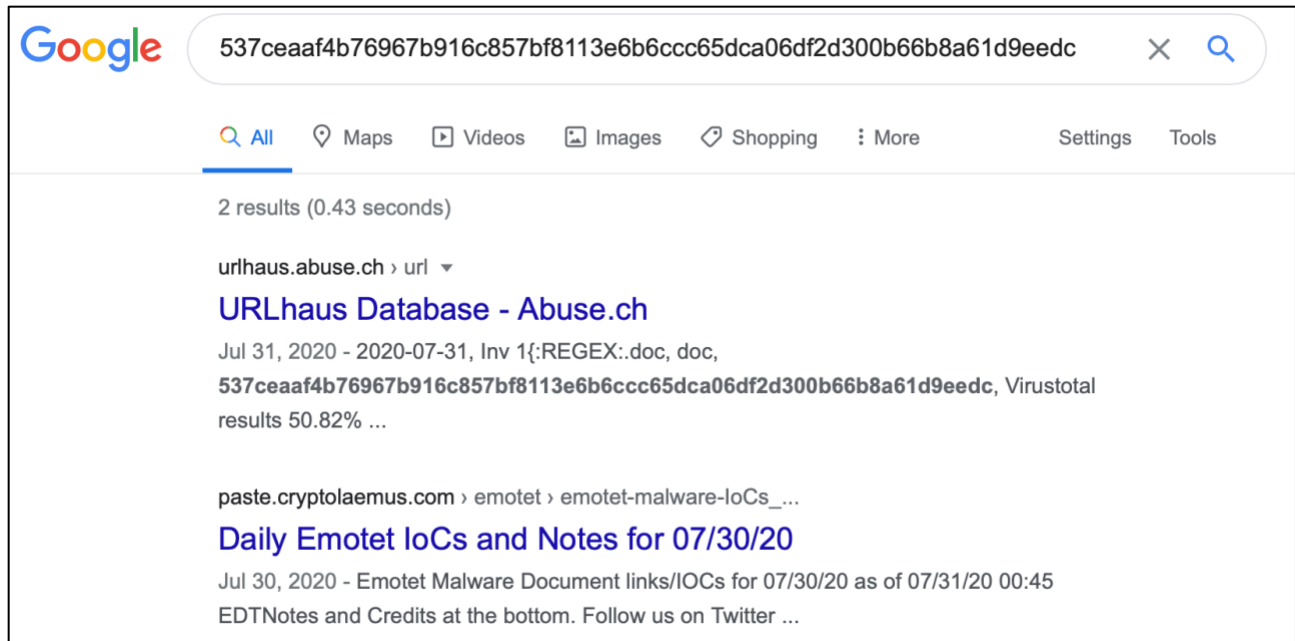 Google 537ceaaf4b76967b916c857bf8113e6b6ccc65dca06df2d300b66b8a61d9eedc
All Maps Videos Images Shopping More Settings Tools
2 results (0.43 seconds)
urlhaus.abuse.ch › url
URLhaus Database - Abuse.ch
Jul 31, 2020 - 2020-07-31, Inv 1{:REGEX:.doc, doc,
537ceaaf4b76967b916c857bf8113e6b6ccc65dca06df2d300b66b8a61d9eedc, Virustotal
results 50.82% ...
paste.cryptolaemus.com › emotet › emotet-malware-IoCs_...
Daily Emotet IoCs and Notes for 07/30/20
Jul 30, 2020 - Emotet Malware Document links/IOCs for 07/30/20 as of 07/31/20 00:45
EDTNotes and Credits at the bottom. Follow us on Twitter ...